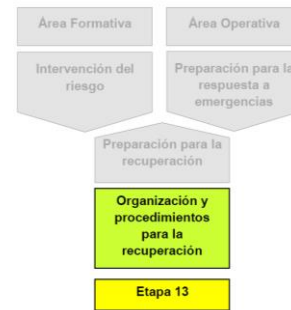 Área Formativa
Área Operativa
Intervención del
riesgo
Preparación para la
respuesta a
emergencias
Preparación para la
recuperación
Organización y
procedimientos
para la
recuperación
Etapa 13